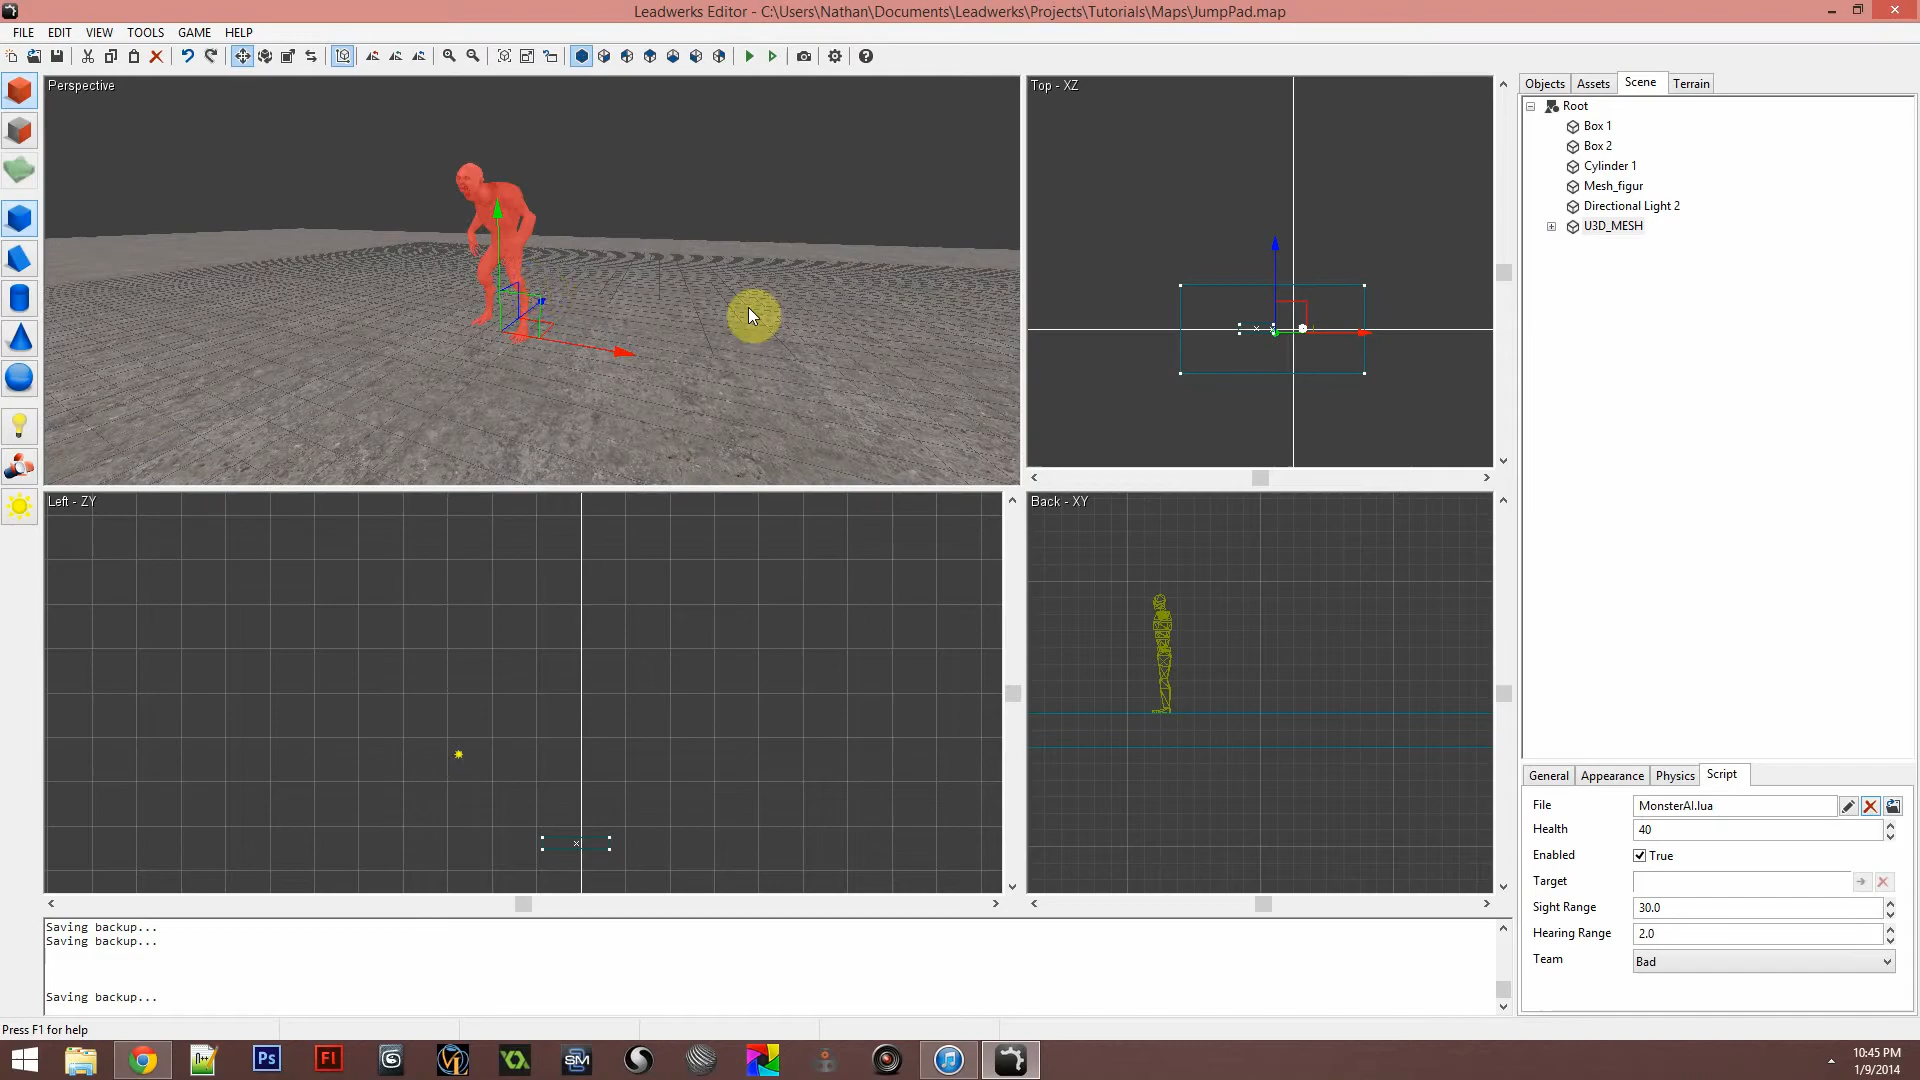 Leadwerks Editor - C:\Users\Nathan\Documents\Leadwerks\Projects\Tutorials\Maps\JumpPad.map
FILE EDIT VIEW TOOLS GAME HELP
Perspective
Top - XZ
Objects Assets Scene Terrain
Root
Box 1
Box 2
Cylinder 1
Mesh_figur
Directional Light 2
U3D_MESH
Left - ZY
Back - XY
General Appearance Physics Script
File MonsterAI.lua
Health 40
Enabled True
Target
Sight Range 30.0
Hearing Range 2.0
Team Bad
Saving backup...
Saving backup...
Saving backup...
Press F1 for help
Ps Fl SM
10:45 PM
1/9/2014